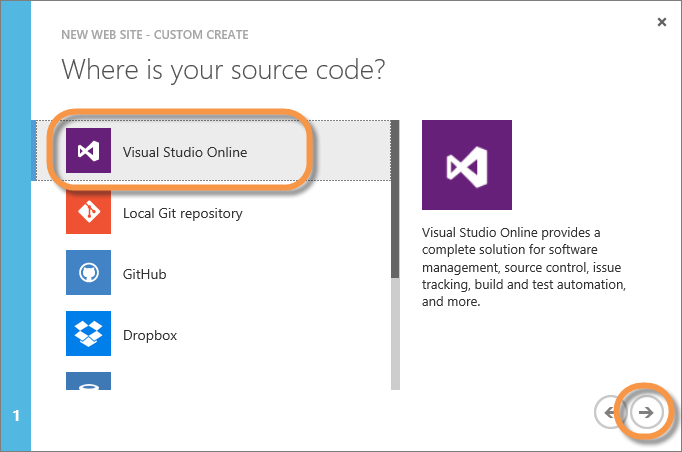 NEW WEB SITE - CUSTOM CREATE
Where is your source code?
Visual Studio Online
Local Git repository
GitHub
Dropbox
Visual Studio Online provides a
complete solution for software
management, source control, issue
tracking, build and test automation,
and more.
1